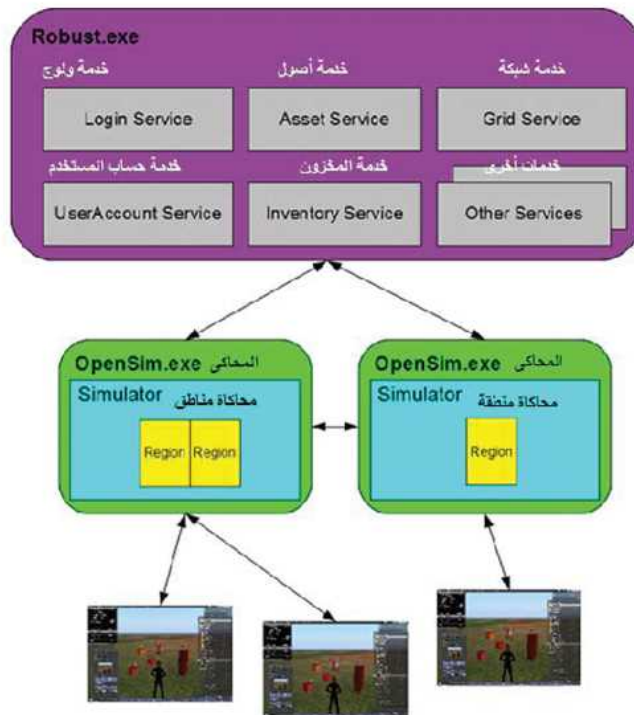 Robust.exe
خدمة ولوج
خدمة أصول
خدمة شبكة
Login Service
Asset Service
Grid Service
خدمة حساب المستخدم
خدمة المخزون
خدمات أخرى
UserAccount Service
Inventory Service
Other Services
OpenSim.exe المحاكي
Simulator
محاكاة مناطق
Region
Region
OpenSim.exe المحاكي
Simulator
محاكاة منطقة
Region